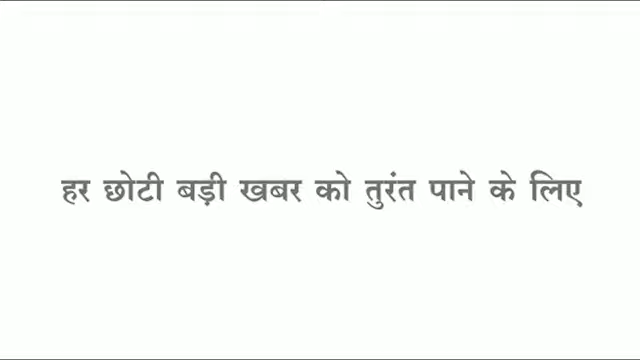 हर छोटी बड़ी खबर को तुरंत पाने के लिए